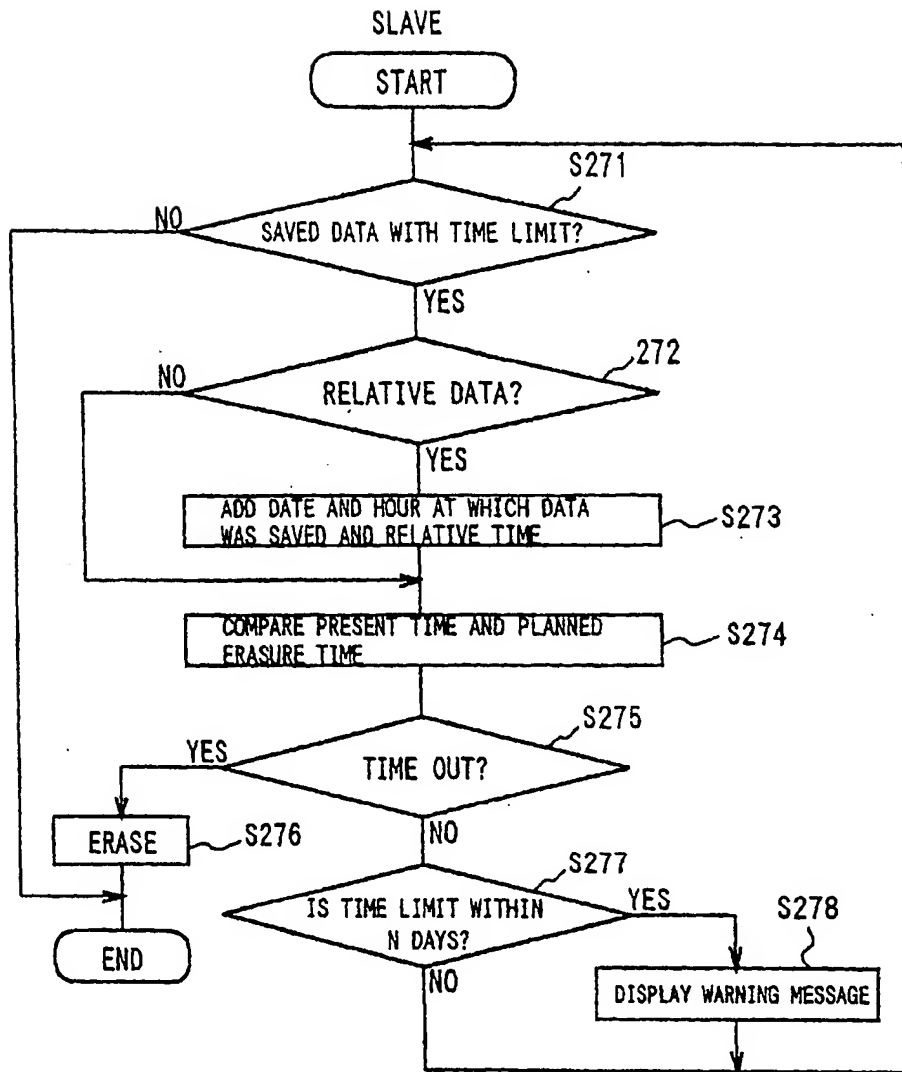 SLAVE
START
S271
NO
SAVED DATA WITH TIME LIMIT?
YES
272
NO
RELATIVE DATA?
YES
ADD DATE AND HOUR AT WHICH DATA
WAS SAVED AND RELATIVE TIME
S273
COMPARE PRESENT TIME AND PLANNED
ERASURE TIME
S274
S275
YES
TIME OUT?
NO
ERASE
S276
S277
IS TIME LIMIT WITHIN
N DAYS?
YES
S278
END
NO
DISPLAY WARNING MESSAGE